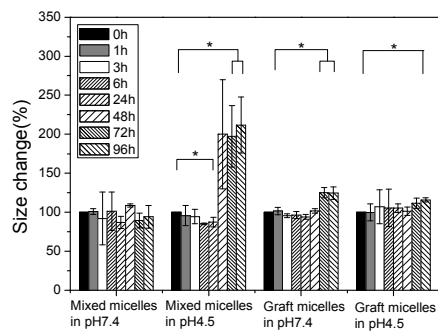 350
300
250
200
150
100
50
0
Size change(%)
0h
1h
3h
6h
24h
48h
72h
96h
*
*
*
*
Mixed micelles
in pH7.4
Mixed micelles
in pH4.5
Graft micelles
in pH7.4
Graft micelles
in pH4.5